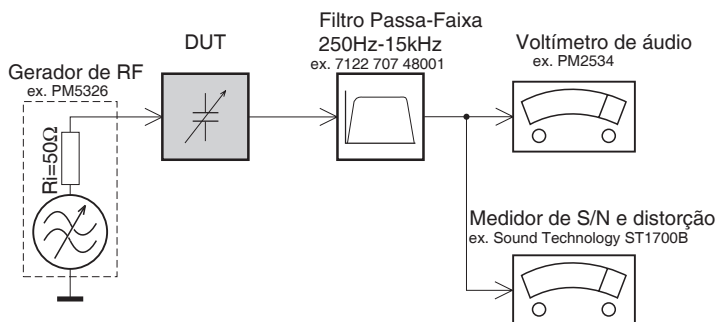 Gerador de RF
ex. PM5326
Ri=50Ω
DUT
Filtro Passa-Faixa
250Hz-15kHz
ex. 7122 707 48001
Voltímetro de áudio
ex. PM2534
Medidor de S/N e distorção
ex. Sound Technology ST1700B